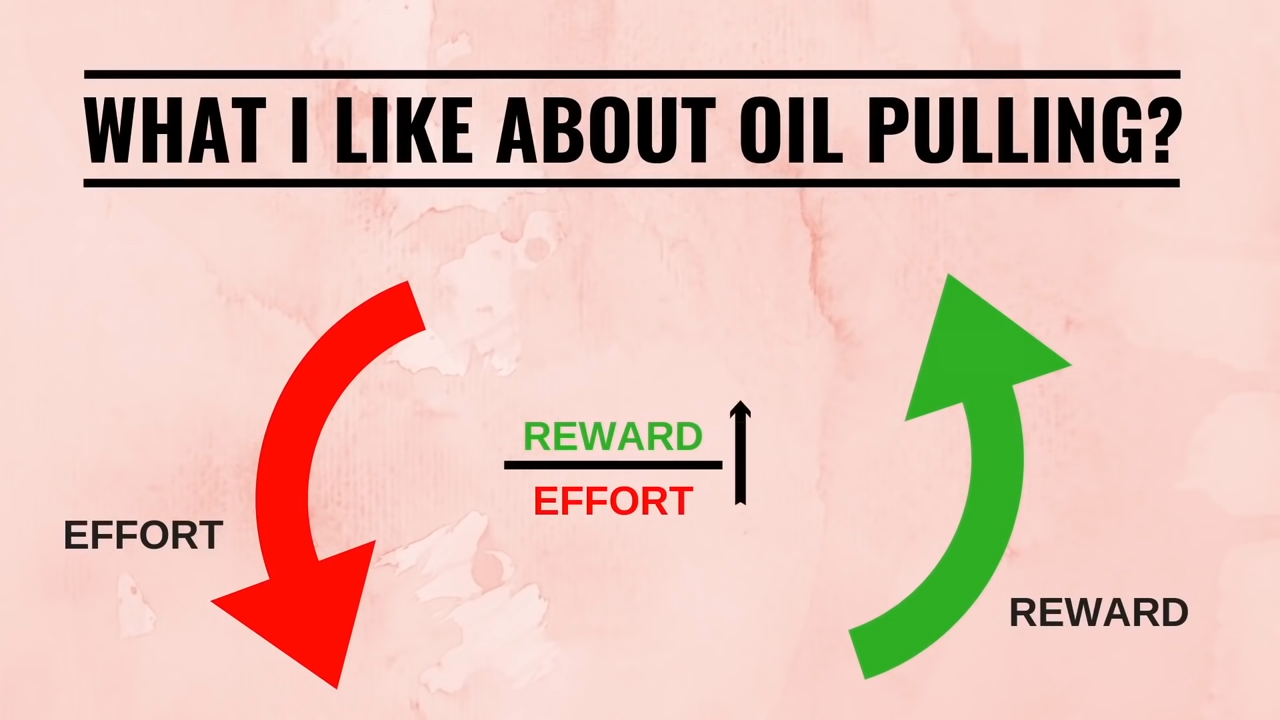 WHAT I LIKE ABOUT OIL PULLING?
REWARD
EFFORT
EFFORT
REWARD